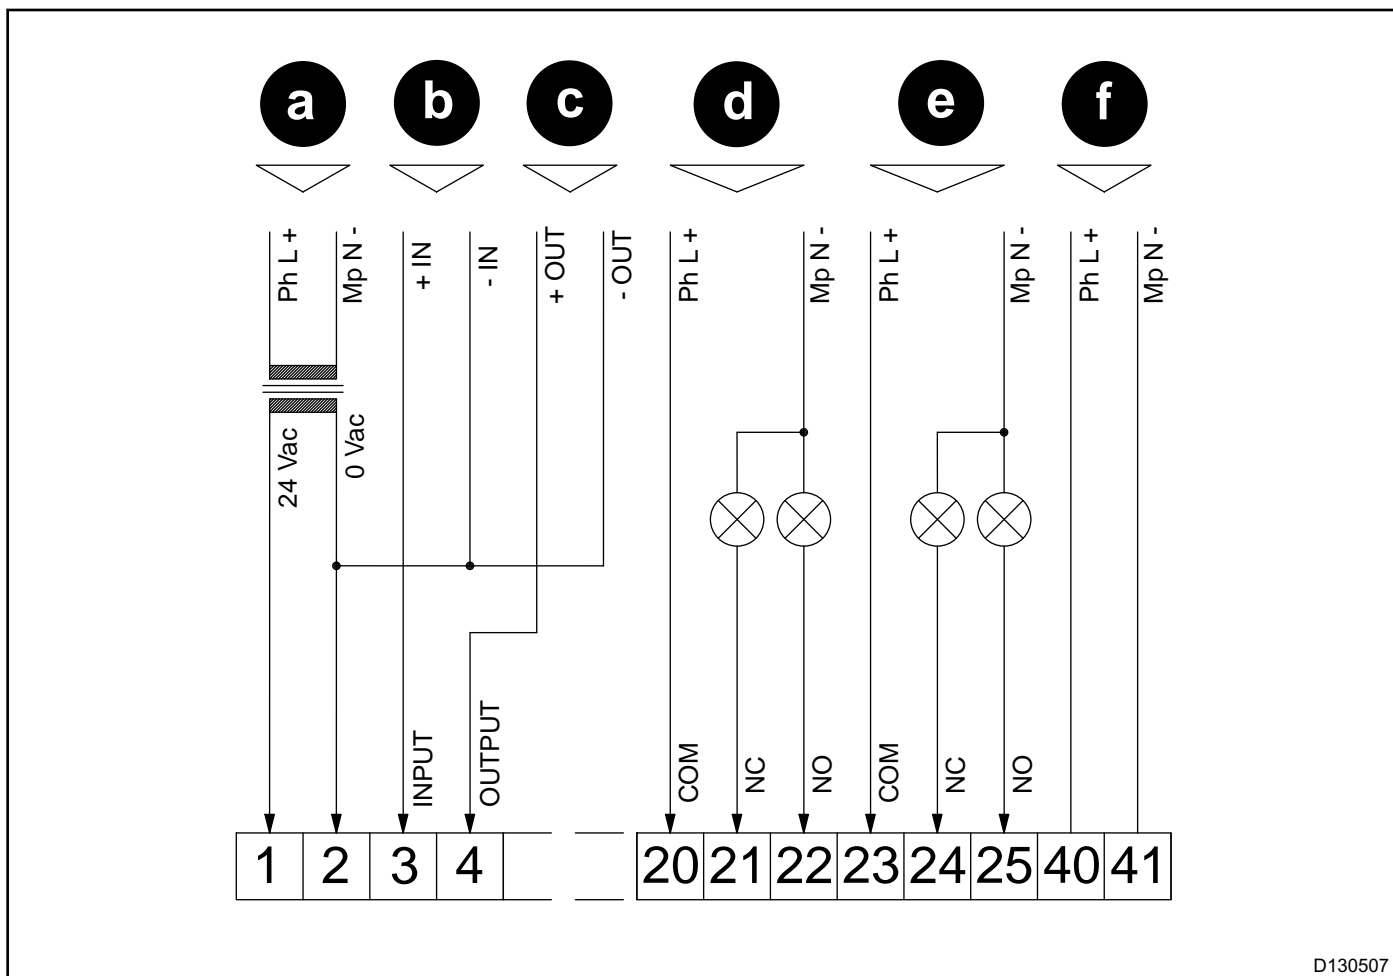 a b c d e f
Ph L +
Mp N -
+ IN
- IN
+ OUT
- OUT
Ph L +
Mp N -
Ph L +
Mp N -
Ph L +
Mp N -
24 Vac
0 Vac
INPUT
OUTPUT
COM
NC
NO
COM
NC
NO
1 2 3 4 20 21 22 23 24 25 40 41
D130507